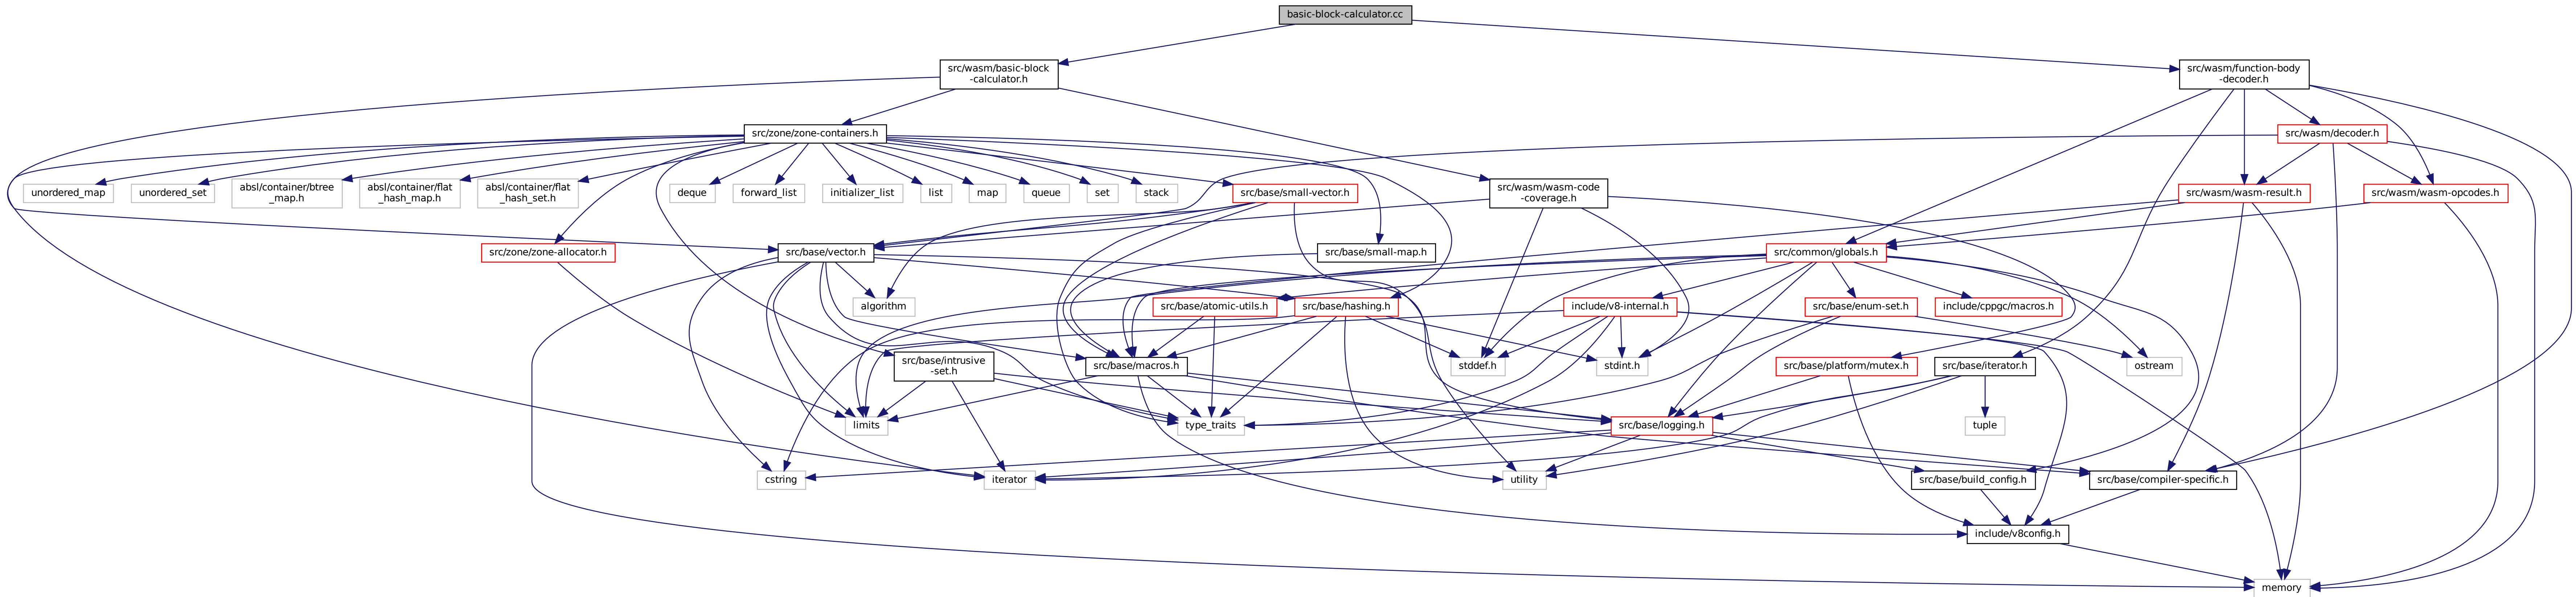 basic-block-calculator.cc
src/wasm/basic-block
-calculator.h
src/wasm/function-body
-decoder.h
src/zone/zone-containers.h
src/wasm/decoder.h
unordered_map
unordered_set
absl/container/btree
_map.h
absl/container/flat
_hash_map.h
absl/container/flat
_hash_set.h
deque
forward_list
initializer_list
list
map
queue
set
stack
src/base/small-vector.h
src/wasm/wasm-code
-coverage.h
src/wasm/wasm-result.h
src/wasm/wasm-opcodes.h
src/zone/zone-allocator.h
src/base/vector.h
src/base/small-map.h
src/common/globals.h
algorithm
src/base/atomic-utils.h
src/base/hashing.h
include/v8-internal.h
src/base/enum-set.h
include/cppgc/macros.h
src/base/intrusive
-set.h
src/base/macros.h
stddef.h
stdint.h
src/base/platform/mutex.h
src/base/iterator.h
ostream
limits
type_traits
src/base/logging.h
tuple
cstring
iterator
utility
src/base/build_config.h
src/base/compiler-specific.h
include/v8config.h
memory